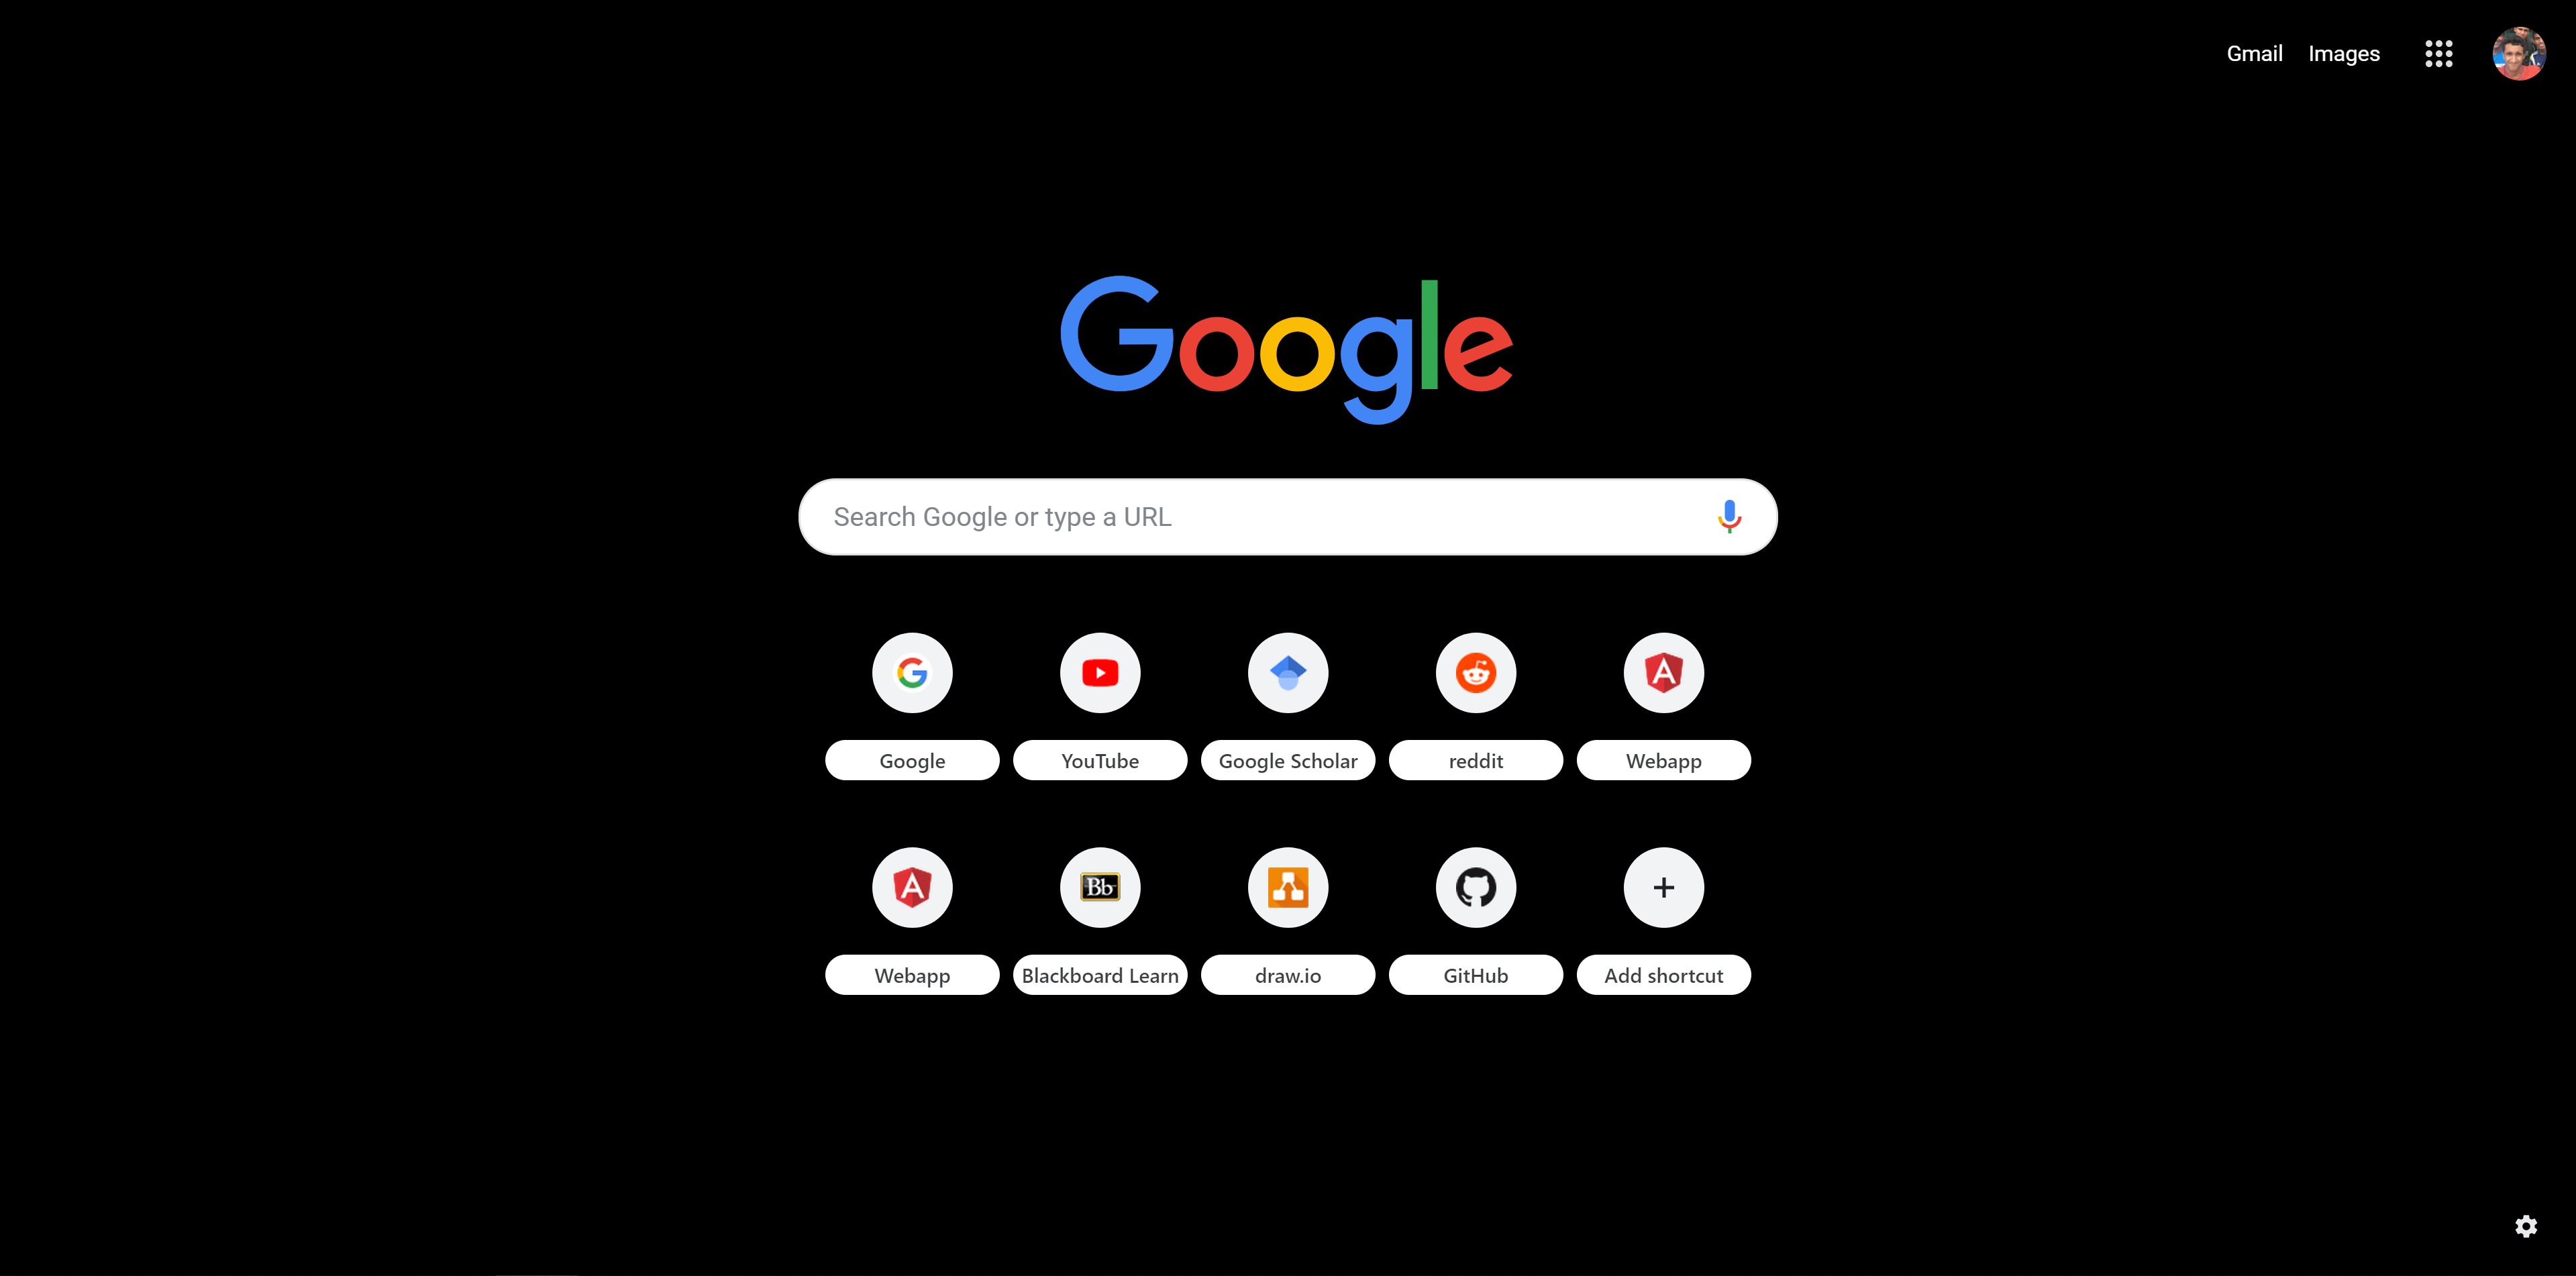 Gmail Images
Google
Search Google or type a URL
Google YouTube Google Scholar reddit Webapp
Bb
Webapp Blackboard Learn draw.io GitHub Add shortcut